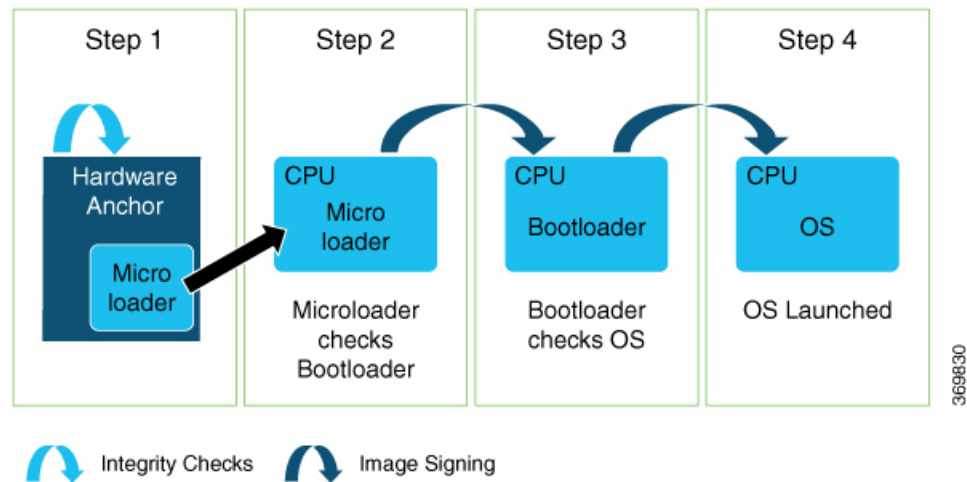 Step 1
Step 2
Step 3
Step 4
Hardware
Anchor
Micro
loader
CPU
Micro
loader
CPU
Bootloader
CPU
OS
Microloader
checks
Bootloader
Bootloader
checks OS
OS Launched
369830
Integrity Checks
Image Signing